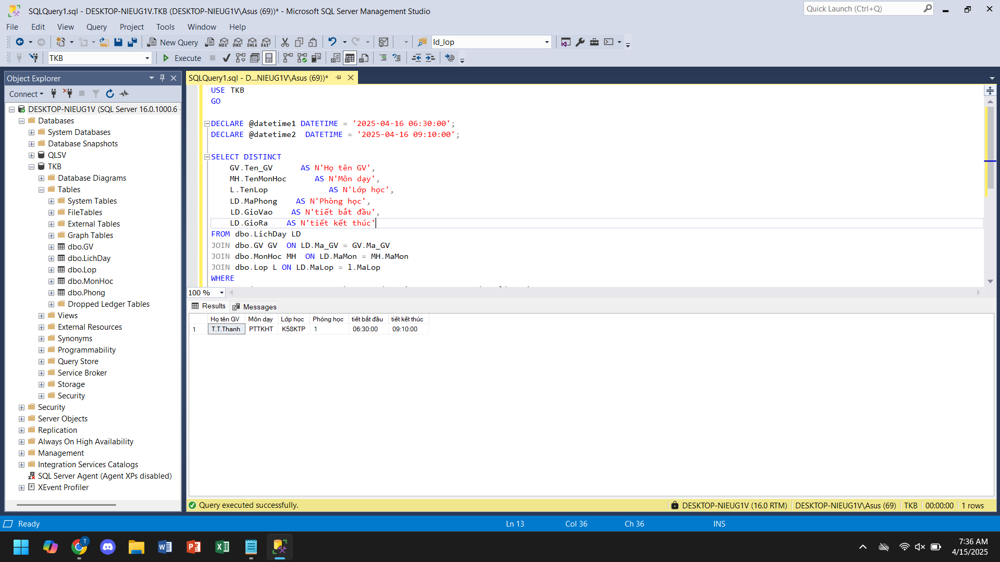 SQLQuery1.sql - DESKTOP-NIEUG1V.TKB (DESKTOP-NIEUG1V\Asus (69))* - Microsoft SQL Server Management Studio
Quick Launch (Ctrl+Q)
File Edit View Query Project Tools Window Help
New Query MDX DMX XMLA DAX Id_lop
TKB Execute
Object Explorer
Connect
DESKTOP-NIEUG1V (SQL Server 16.0.1000.6 -
Databases
System Databases
Database Snapshots
QLSV
TKB
Database Diagrams
Tables
System Tables
FileTables
External Tables
Graph Tables
dbo.GV
dbo.LichDay
dbo.Lop
dbo.MonHoc
dbo.Phong
Dropped Ledger Tables
Views
External Resources
Synonyms
Programmability
Query Store
Service Broker
Storage
Security
Security
Server Objects
Replication
Always On High Availability
Management
Integration Services Catalogs
SQL Server Agent (Agent XPs disabled)
XEvent Profiler
SQLQuery1.sql - D...NIEUG1V\Asus (69))*
USE TKB
GO
DECLARE @datetime1 DATETIME = '2025-04-16 06:30:00';
DECLARE @datetime2 DATETIME = '2025-04-16 09:10:00';
SELECT DISTINCT
GV.Ten_GV AS N'Họ tên GV',
MH.TenMonHoc AS N'Môn dạy',
L.TenLop AS N'Lớp học',
LD.MaPhong AS N'Phòng học',
LD.GioVao AS N'tiết bắt đầu',
LD.GioRa AS N'tiết kết thúc'
FROM dbo.LichDay LD
JOIN dbo.GV GV ON LD.Ma_GV = GV.Ma_GV
JOIN dbo.MonHoc MH ON LD.MaMon = MH.MaMon
JOIN dbo.Lop L ON LD.MaLop = l.MaLop
WHERE
100 %
Results Messages
Họ tên GV Môn dạy Lớp học Phòng học tiết bắt đầu tiết kết thúc
1 T.T.Thanh PTTKHT K58KTP 1 06:30:00 09:10:00
Query executed successfully.
DESKTOP-NIEUG1V (16.0 RTM) DESKTOP-NIEUG1V\Asus (69) TKB 00:00:00 1 rows
Ready Ln 13 Col 36 Ch 36 INS
7:36 AM
4/15/2025